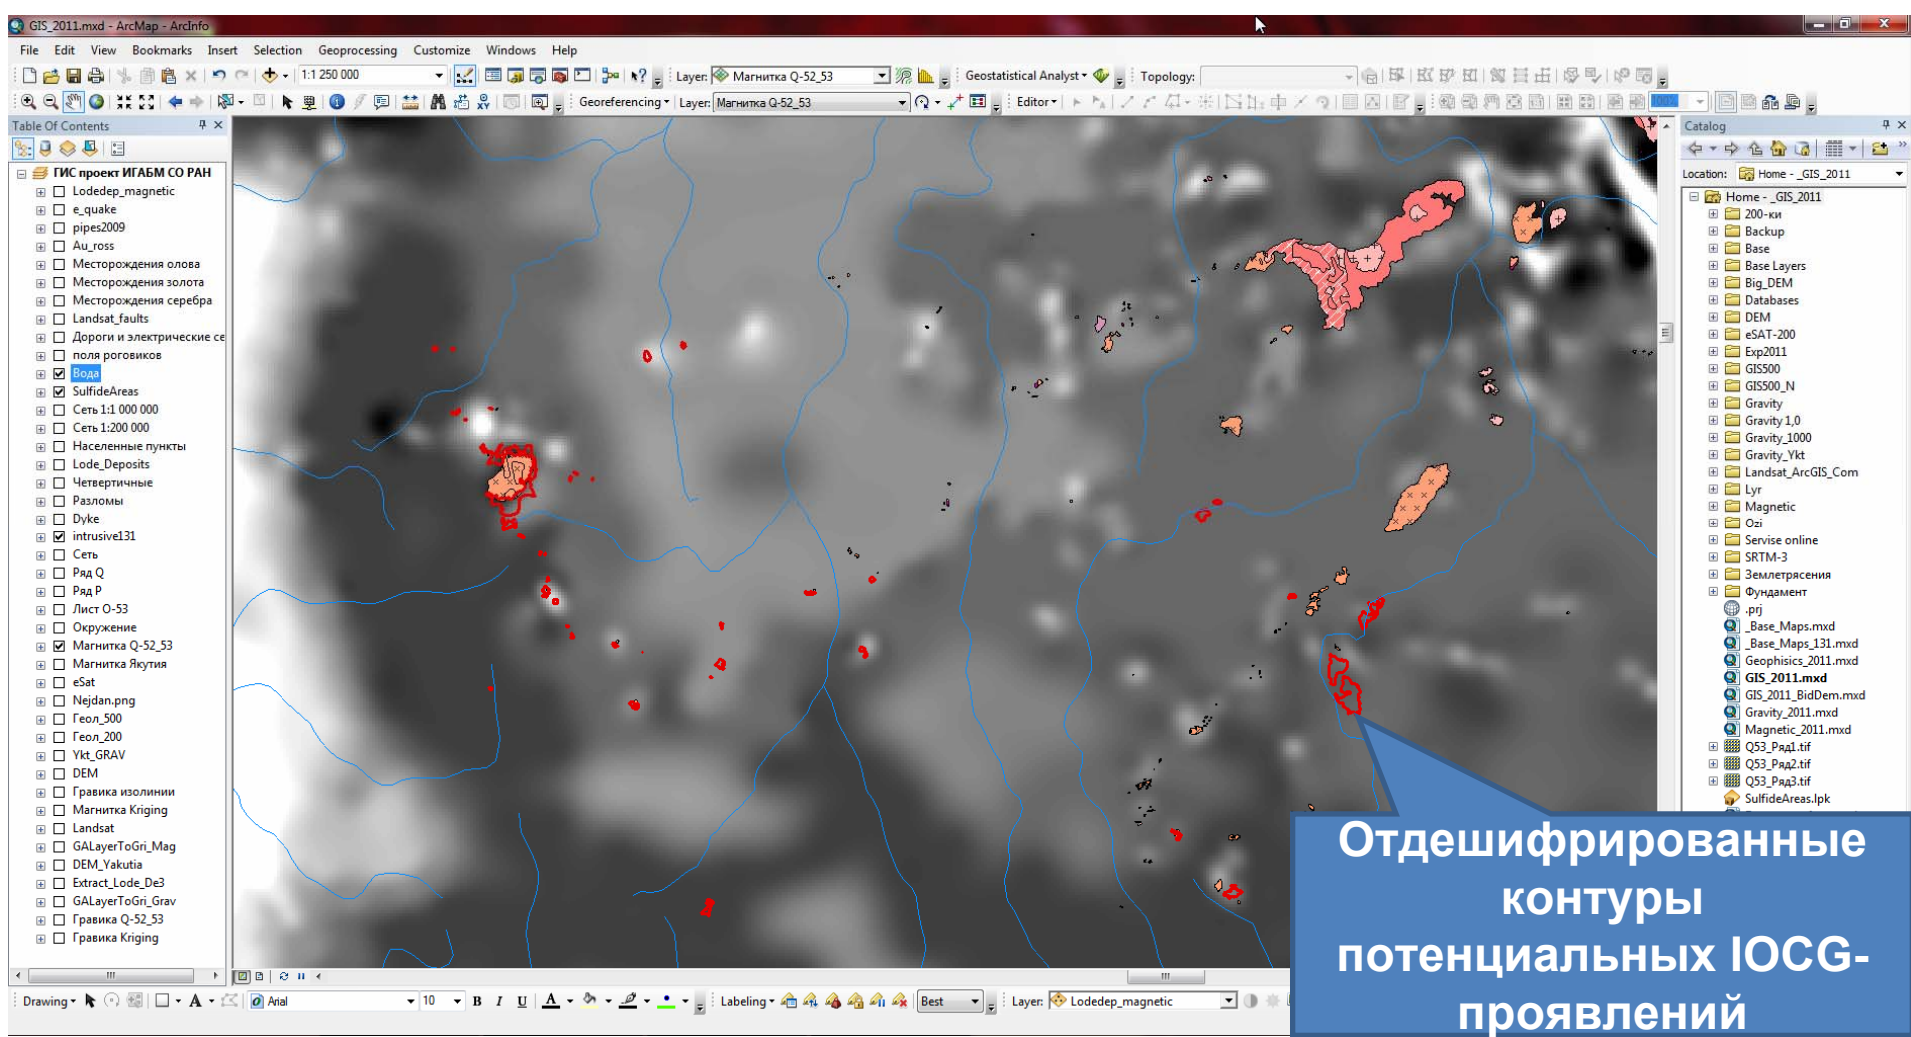 GIS_2011.mxd - ArcMap - ArcInfo
File Edit View Bookmarks Insert Selection Geoprocessing Customize Windows Help
1:1 250 000 Layer: Магнитка Q-52_53 Geostatistical Analyst Topology:
Georeferencing Layer: Магнитка Q-52_53 Editor 100%
Table Of Contents
ГИС проект ИГАБМ СО РАН
Lodedep_magnetic
e_quake
pipes2009
Au_ross
Месторождения олова
Месторождения золота
Месторождения серебра
Landsat_faults
Дороги и электрические се
поля роговиков
Вода
SulfideAreas
Сеть 1:1 000 000
Сеть 1:200 000
Населенные пункты
Lode_Deposits
Четвертичные
Разломы
Dyke
intrusive131
Сеть
Ряд Q
Ряд P
Лист O-53
Окружение
Магнитка Q-52_53
Магнитка Якутия
eSat
Nejdan.png
Геол_500
Геол_200
Ykt_GRAV
DEM
Гравика изолинии
Магнитка Kriging
Landsat
GALayerToGri_Mag
DEM_Yakutia
Extract_Lode_De3
GALayerToGri_Grav
Гравика Q-52_53
Гравика Kriging
Catalog
Location: Home - _GIS_2011
Home - _GIS_2011
200-ки
Backup
Base
Base Layers
Big_DEM
Databases
DEM
eSAT-200
Exp2011
GIS500
GIS500_N
Gravity
Gravity 1,0
Gravity_1000
Gravity_Ykt
Landsat_ArcGIS_Com
Lyr
Magnetic
Ozi
Servise online
SRTM-3
Землетрясения
Фундамент
.prj
_Base_Maps.mxd
_Base_Maps_131.mxd
Geophisics_2011.mxd
GIS_2011.mxd
GIS_2011_BidDem.mxd
Gravity_2011.mxd
Magnetic_2011.mxd
Q53_Ряд1.tif
Q53_Ряд2.tif
Q53_Ряд3.tif
SulfideAreas.lpk
Отдешифрированные
контуры
потенциальных IOCG-
проявлений
Drawing A Arial 10 B I U A Labeling Best Layer: Lodedep_magnetic